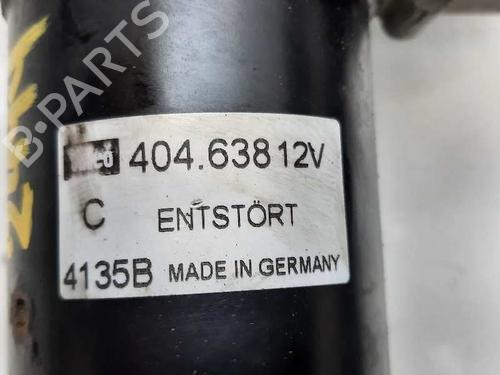 404.638 12V
C ENTSTÖRT
4135B MADE IN GERMANY
B-PARTS